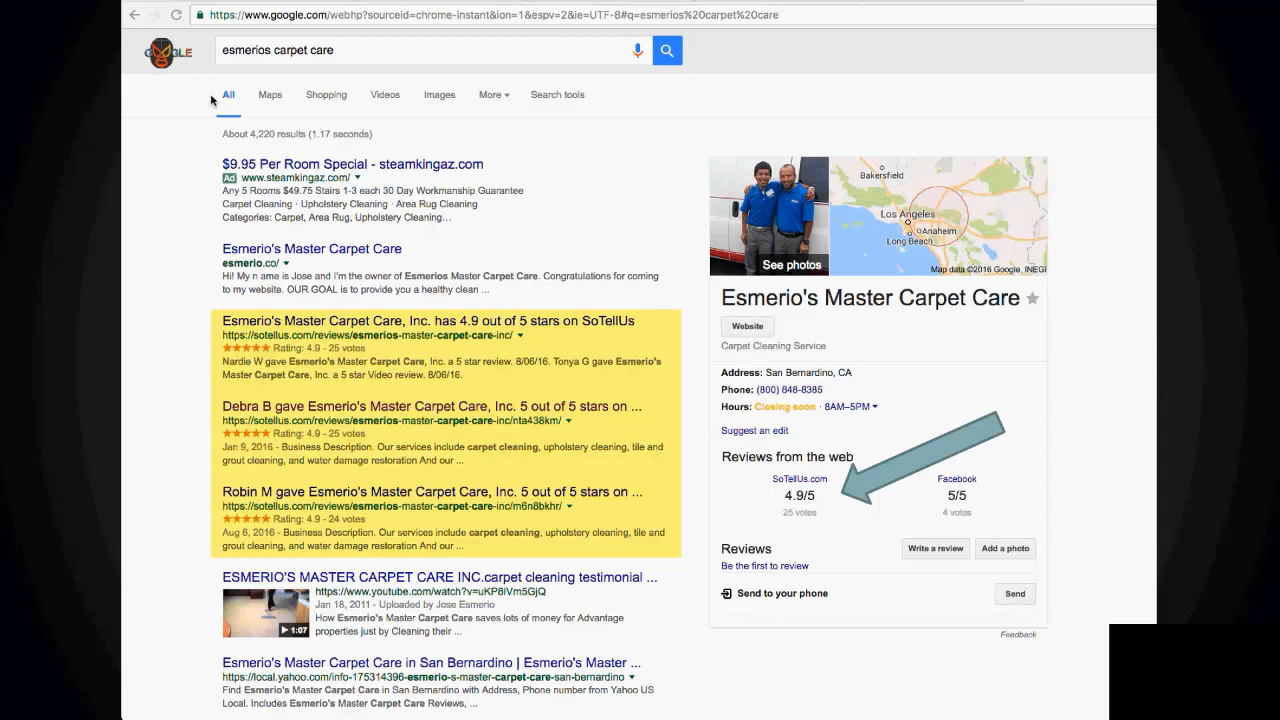 https://www.google.com/webhp?sourceid=chrome-instant&ion=1&espv=2&ie=UTF-8#q=esmerios%20carpet%20care
esmerios carpet care
All Maps Shopping Videos Images More Search tools
About 4,220 results (1.17 seconds)
$9.95 Per Room Special - steamkingaz.com
Ad www.steamkingaz.com/
Any 5 Rooms $49.75 Stairs 1-3 each 30 Day Workmanship Guarantee
Carpet Cleaning · Upholstery Cleaning · Area Rug Cleaning
Categories: Carpet, Area Rug, Upholstery Cleaning...
Esmerio's Master Carpet Care
esmerio.co/
Hi! My n ame is Jose and I'm the owner of Esmerios Master Carpet Care. Congratulations for coming
to my website. OUR GOAL is to provide you a healthy clean ...
Esmerio's Master Carpet Care, Inc. has 4.9 out of 5 stars on SoTellUs
https://sotellus.com/reviews/esmerios-master-carpet-care-inc/
Rating: 4.9 - 25 votes
Nardie W gave Esmerio's Master Carpet Care, Inc. a 5 star review. 8/06/16. Tonya G gave Esmerio's
Master Carpet Care, Inc. a 5 star Video review. 8/06/16.
Debra B gave Esmerio's Master Carpet Care, Inc. 5 out of 5 stars on ...
https://sotellus.com/reviews/esmerios-master-carpet-care-inc/nta438km/
Rating: 4.9 - 25 votes
Jan 9, 2016 - Business Description. Our services include carpet cleaning, upholstery cleaning, tile and
grout cleaning, and water damage restoration And our ...
Robin M gave Esmerio's Master Carpet Care, Inc. 5 out of 5 stars on ...
https://sotellus.com/reviews/esmerios-master-carpet-care-inc/m6n8bkhr/
Rating: 4.9 - 24 votes
Aug 6, 2016 - Business Description. Our services include carpet cleaning, upholstery cleaning, tile and
grout cleaning, and water damage restoration And our ...
ESMERIO'S MASTER CARPET CARE INC.carpet cleaning testimonial ...
https://www.youtube.com/watch?v=uKP8iVm5GjQ
Jan 18, 2011 - Uploaded by Jose Esmerio
How Esmerio's Master Carpet Care saves lots of money for Advantage
properties just by Cleaning their ...
1:07
Esmerio's Master Carpet Care in San Bernardino | Esmerio's Master ...
https://local.yahoo.com/info-175314396-esmerio-s-master-carpet-care-san-bernardino
Find Esmerio's Master Carpet Care in San Bernardino with Address, Phone number from Yahoo US
Local. Includes Esmerio's Master Carpet Care Reviews, ...
See photos
Bakersfield
Los Angeles
Anaheim
Long Beach
Map data ©2016 Google, INEGI
Esmerio's Master Carpet Care
Website
Carpet Cleaning Service
Address: San Bernardino, CA
Phone: (800) 848-8385
Hours: Closing soon · 8AM–5PM
Suggest an edit
Reviews from the web
SoTellUs.com Facebook
4.9/5 5/5
25 votes 4 votes
Reviews Write a review Add a photo
Be the first to review
Send to your phone Send
Feedback